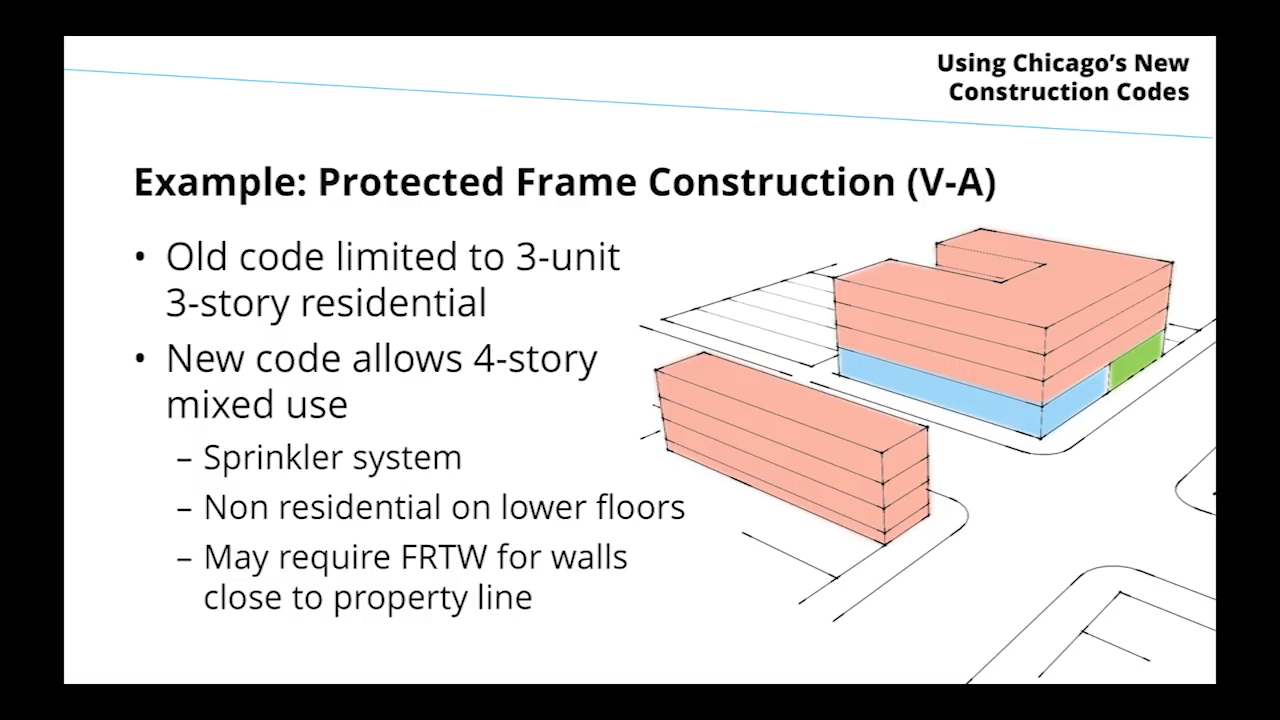 Using Chicago's New
Construction Codes
Example: Protected Frame Construction (V-A)
• Old code limited to 3-unit
3-story residential
• New code allows 4-story
mixed use
– Sprinkler system
– Non residential on lower floors
– May require FRTW for walls
close to property line